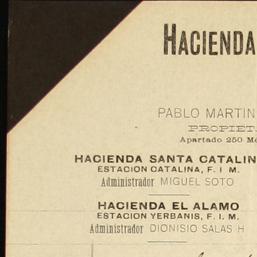 HACIENDA
PABLO MARTIN
PROPIET
Apartado 250 Mé
HACIENDA SANTA CATALIN
ESTACION CATALINA, F. I M.
Administrador MIGUEL SOTO
HACIENDA EL ALAMO
ESTACION YERBANIS, F. I. M.
Administrador DIONISIO SALAS H